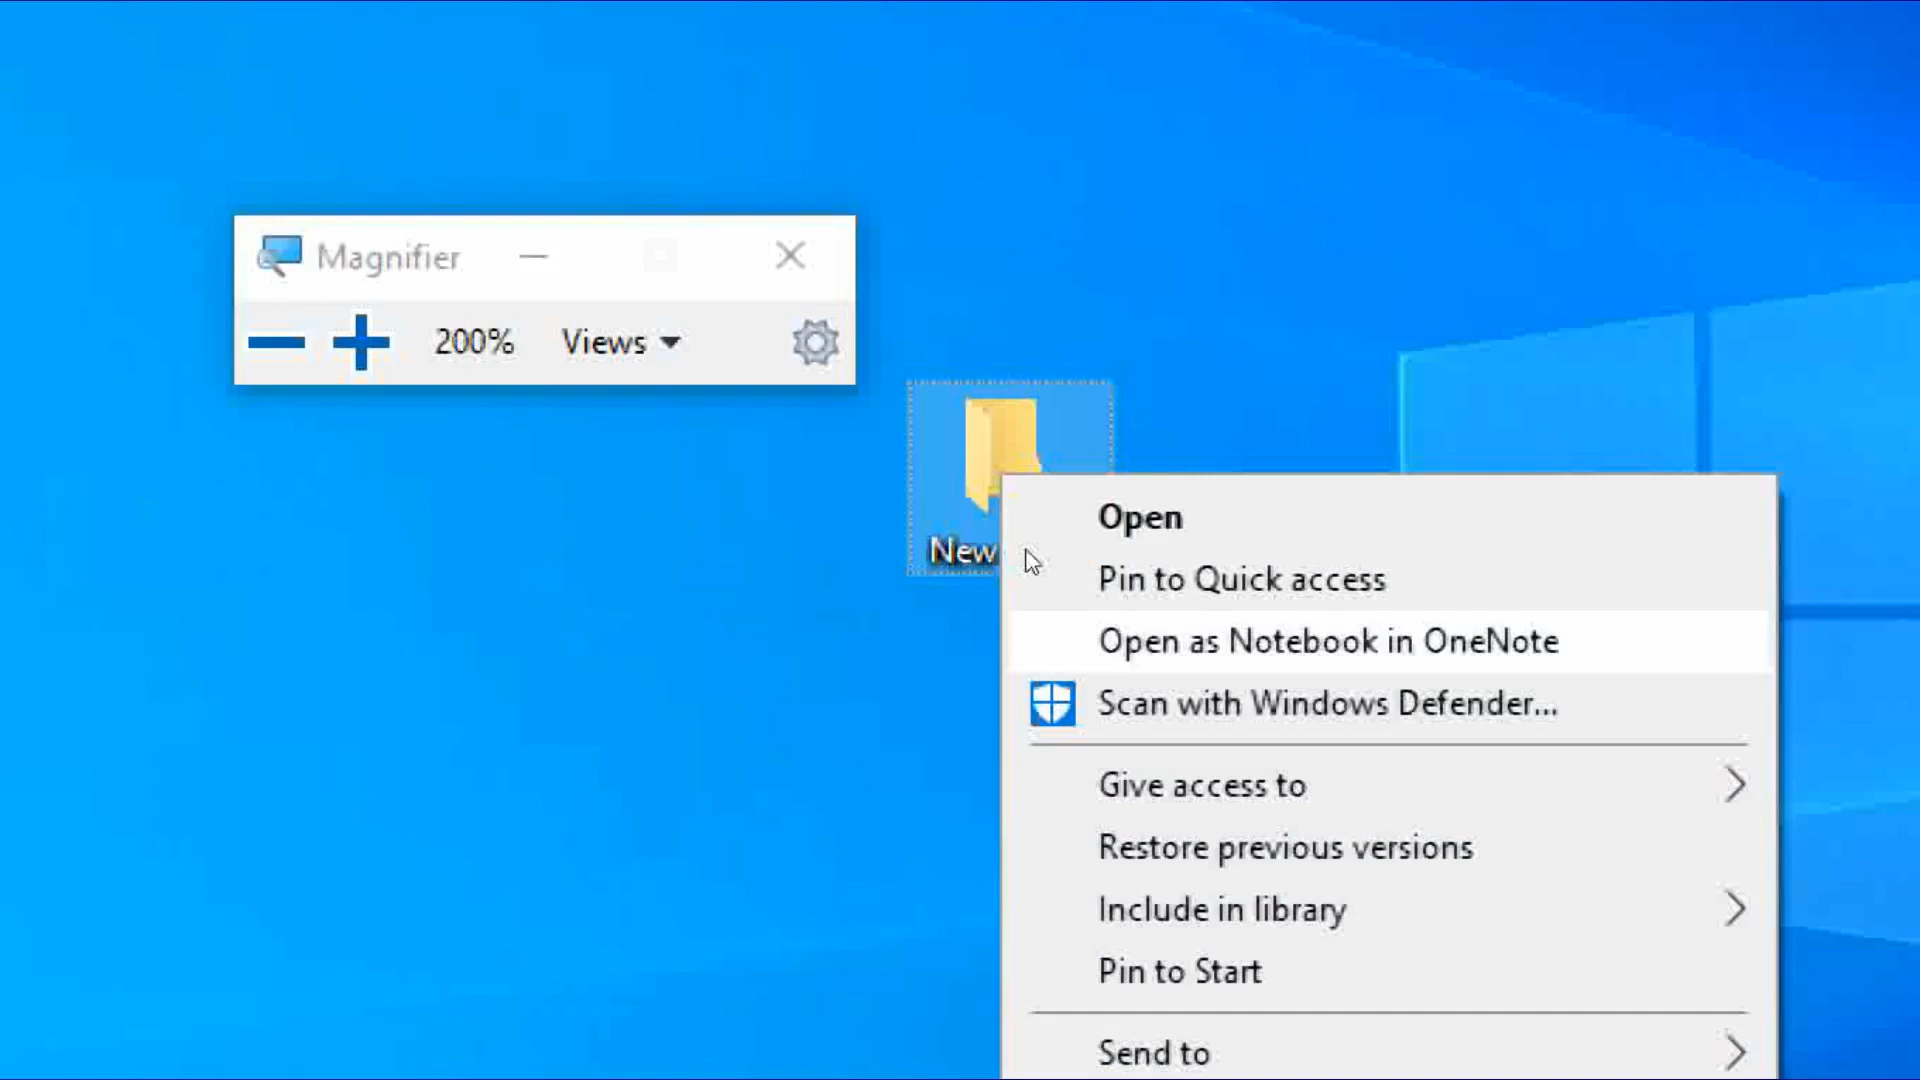 Magnifier
200% Views
New
Open
Pin to Quick access
Open as Notebook in OneNote
Scan with Windows Defender...
Give access to
Restore previous versions
Include in library
Pin to Start
Send to